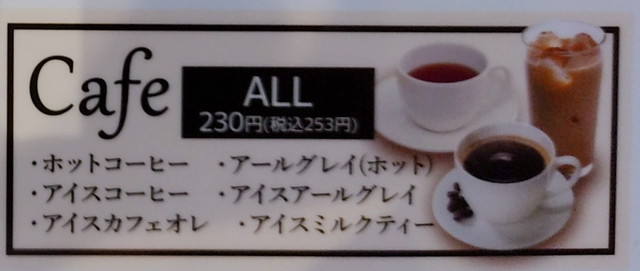 Cafe
ALL
230円(税込253円)
・ホットコーヒー ・アールグレイ(ホット)
・アイスコーヒー ・アイスアールグレイ
・アイスカフェオレ ・アイスミルクティー